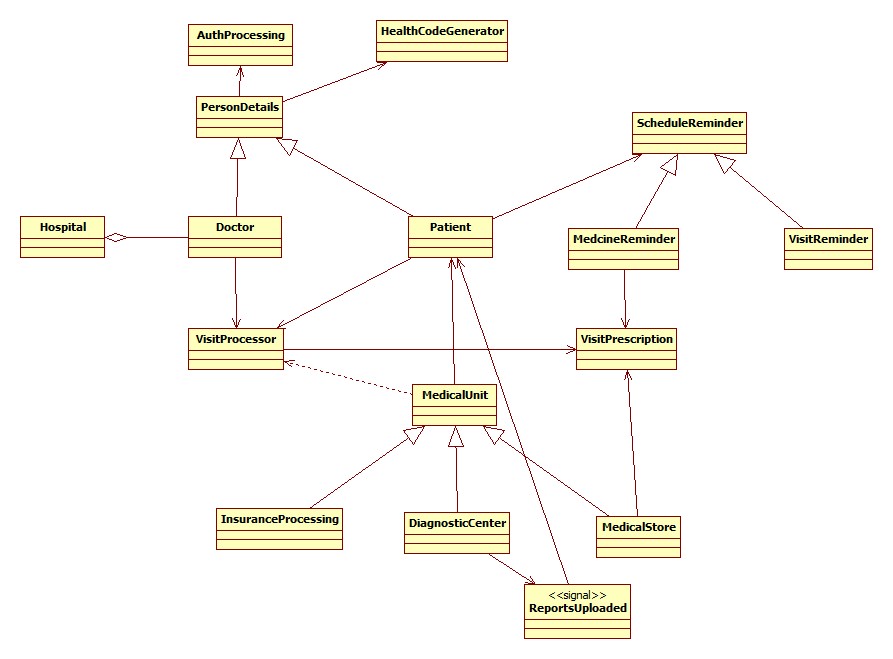 HealthCodeGenerator
AuthProcessing
PersonDetails
ScheduleReminder
Hospital
Doctor
Patient
MedcineReminder
VisitReminder
VisitProcessor
VisitPrescription
MedicalUnit
InsuranceProcessing
DiagnosticCenter
MedicalStore
<<signal>>
ReportsUploaded